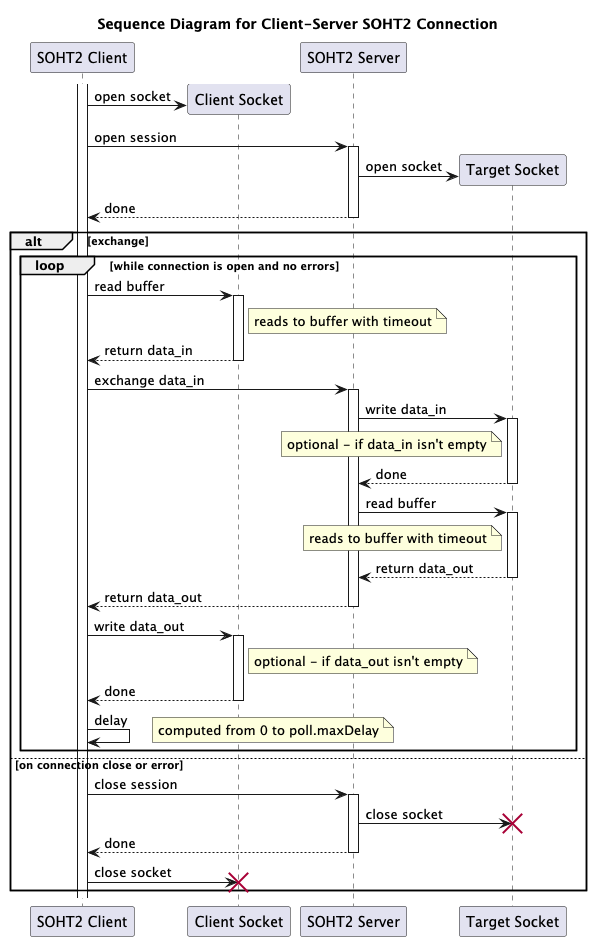 Sequence Diagram for Client-Server SOHT2 Connection
SOHT2 Client
SOHT2 Server
open socket
Client Socket
open session
open socket
Target Socket
done
alt
[exchange]
loop
[while connection is open and no errors]
read buffer
reads to buffer with timeout
return data_in
exchange data_in
write data_in
optional - if data_in isn't empty
done
read buffer
reads to buffer with timeout
return data_out
return data_out
write data_out
optional - if data_out isn't empty
done
delay
computed from 0 to poll.maxDelay
[on connection close or error]
close session
close socket
done
close socket
SOHT2 Client
Client Socket
SOHT2 Server
Target Socket